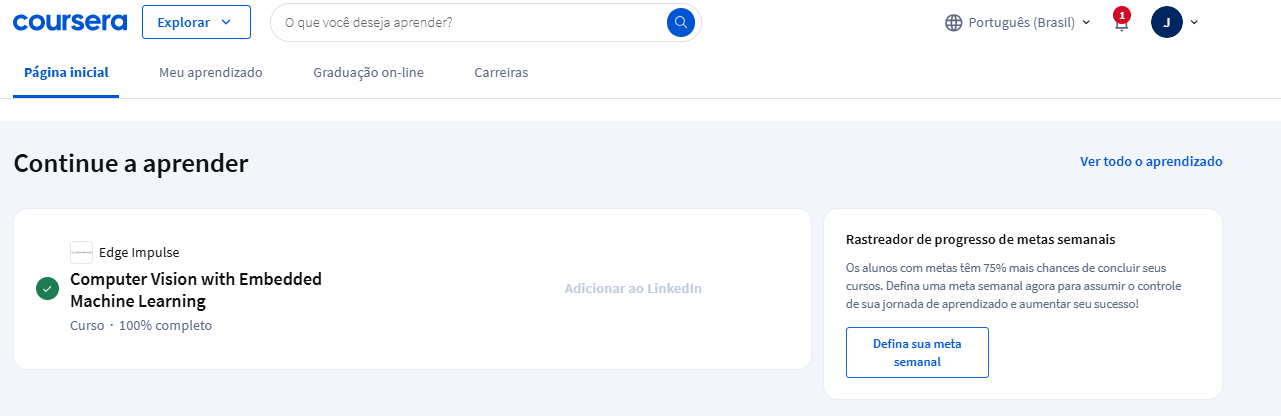 coursera
Explorar
O que você deseja aprender?
Português (Brasil)
1
J
Página inicial
Meu aprendizado
Graduação on-line
Carreiras
Continue a aprender
Ver todo o aprendizado
Edge Impulse
Computer Vision with Embedded
Machine Learning
Curso · 100% completo
Adicionar ao LinkedIn
Rastreador de progresso de metas semanais
Os alunos com metas têm 75% mais chances de concluir seus
cursos. Defina uma meta semanal agora para assumir o controle
de sua jornada de aprendizado e aumentar seu sucesso!
Defina sua meta
semanal